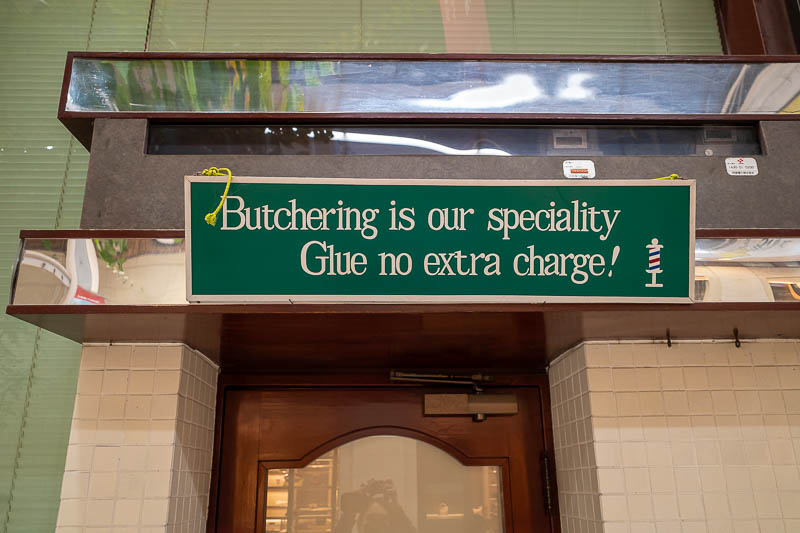 Butchering is our speciality
Glue no extra charge!